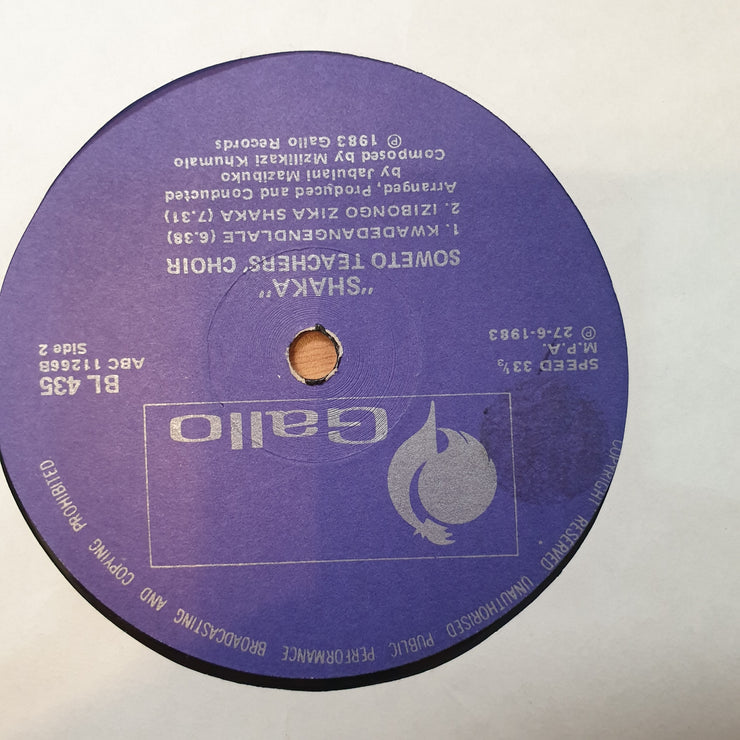 COPYRIGHT RESERVED UNAUTHORISED PUBLIC PERFORMANCE BROADCASTING AND COPYING PROHIBITED
Gallo
SPEED 33⅓
M.P.A.
℗ 27-6-1983
BL 435
ABC 11266B
Side 2
"SHAKA"
SOWETO TEACHERS' CHOIR
1. KWADEDANGENDLALE (6.38)
2. IZIBONGO ZIKA SHAKA (7.31)
Arranged, Produced and Conducted
by Jabulani Mazibuko
Composed by Mzilikazi Khumalo
℗ 1983 Gallo Records